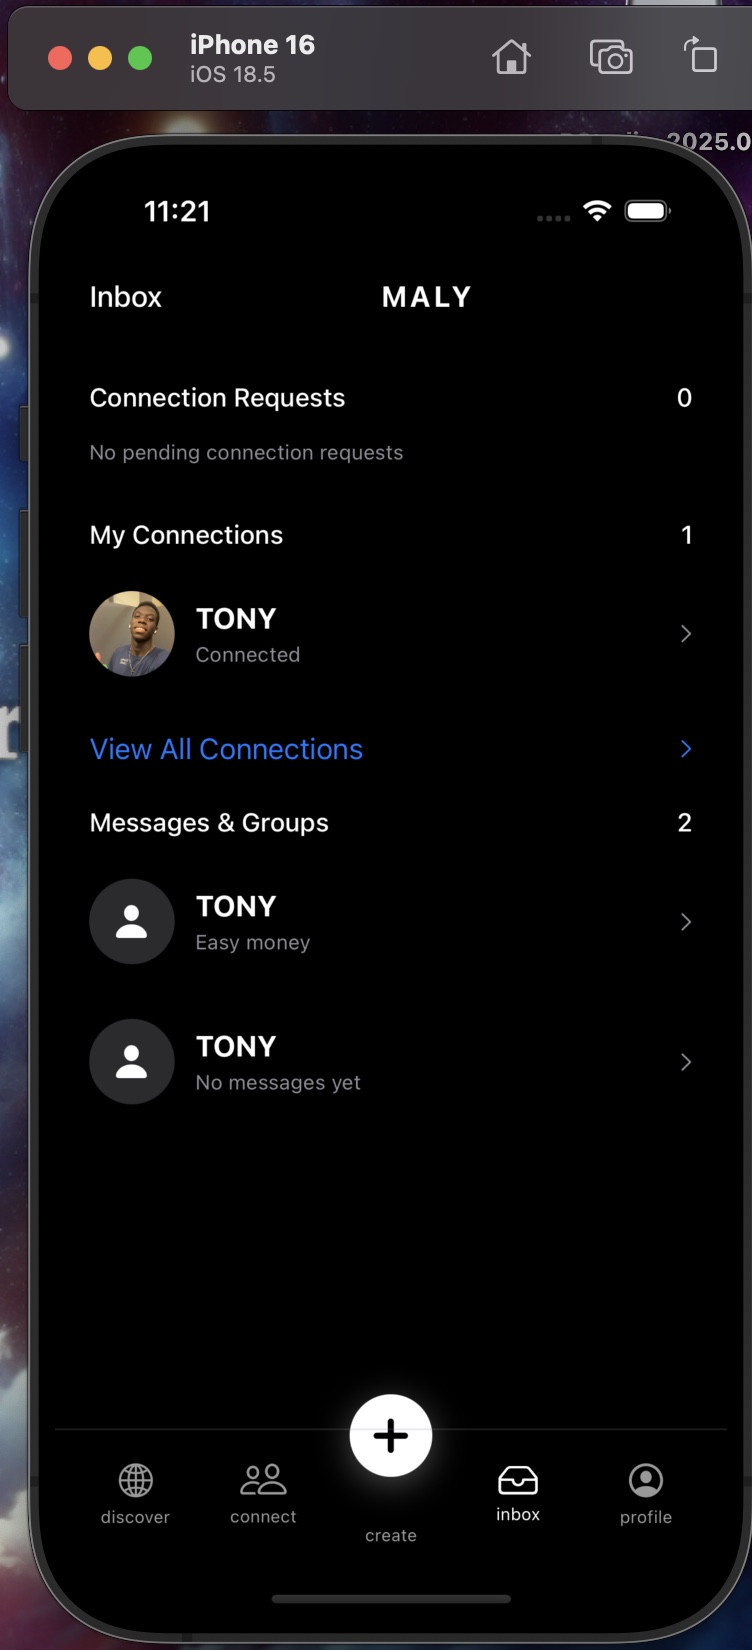 iPhone 16
iOS 18.5
2025.0
11:21
Inbox
MALY
Connection Requests
0
No pending connection requests
My Connections
1
TONY
Connected
View All Connections
Messages & Groups
2
TONY
Easy money
TONY
No messages yet
discover
connect
create
inbox
profile